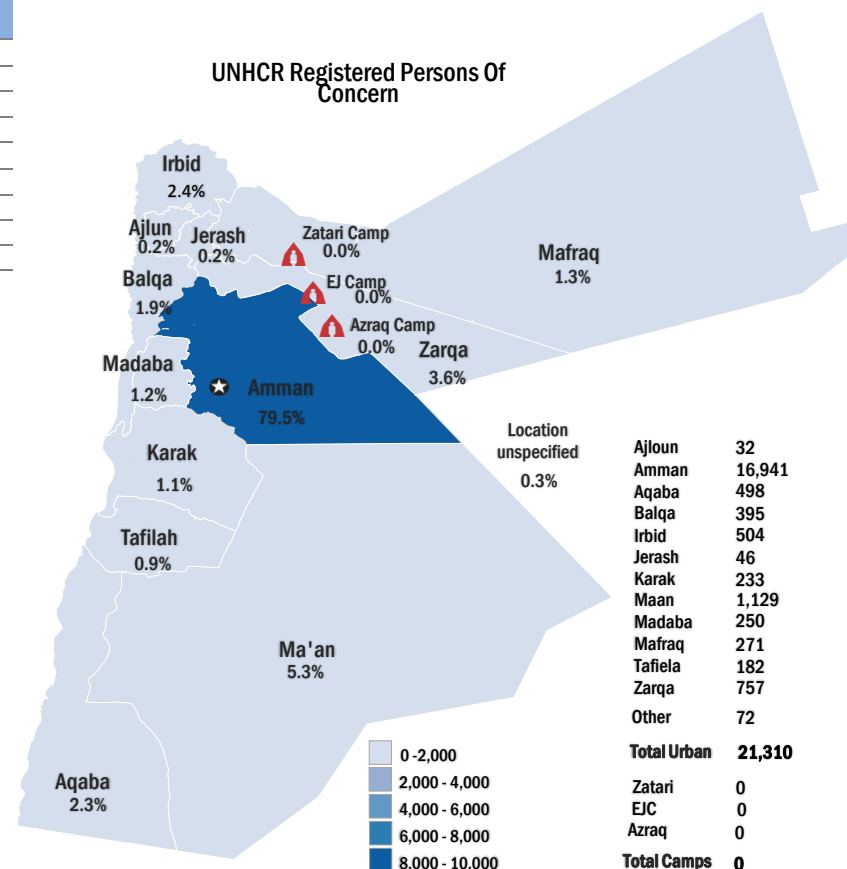 UNHCR Registered Persons Of
Concern
Irbid
2.4%
Ajlun
0.2%
Jerash
0.2%
Zatari Camp
0.0%
Mafraq
1.3%
Balqa
1.9%
EJ Camp
0.0%
Azraq Camp
0.0%
Zarqa
3.6%
Madaba
1.2%
Amman
79.5%
Karak
1.1%
Location
unspecified
0.3%
Tafilah
0.9%
Ma'an
5.3%
Aqaba
2.3%
0 -2,000
2,000 - 4,000
4,000 - 6,000
6,000 - 8,000
8,000 - 10,000
Ajloun 32
Amman 16,941
Aqaba 498
Balqa 395
Irbid 504
Jerash 46
Karak 233
Maan 1,129
Madaba 250
Mafraq 271
Tafiela 182
Zarqa 757
Other 72
Total Urban 21,310
Zatari 0
EJC 0
Azraq 0
Total Camps 0